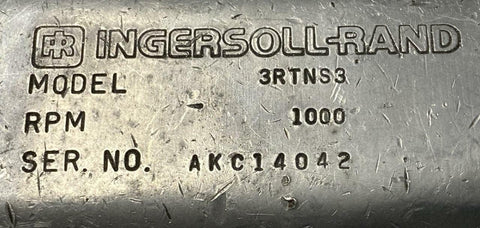 IR INGERSOLL-RAND
MODEL 3RTNS3
RPM 1000
SER. NO. AKC14042